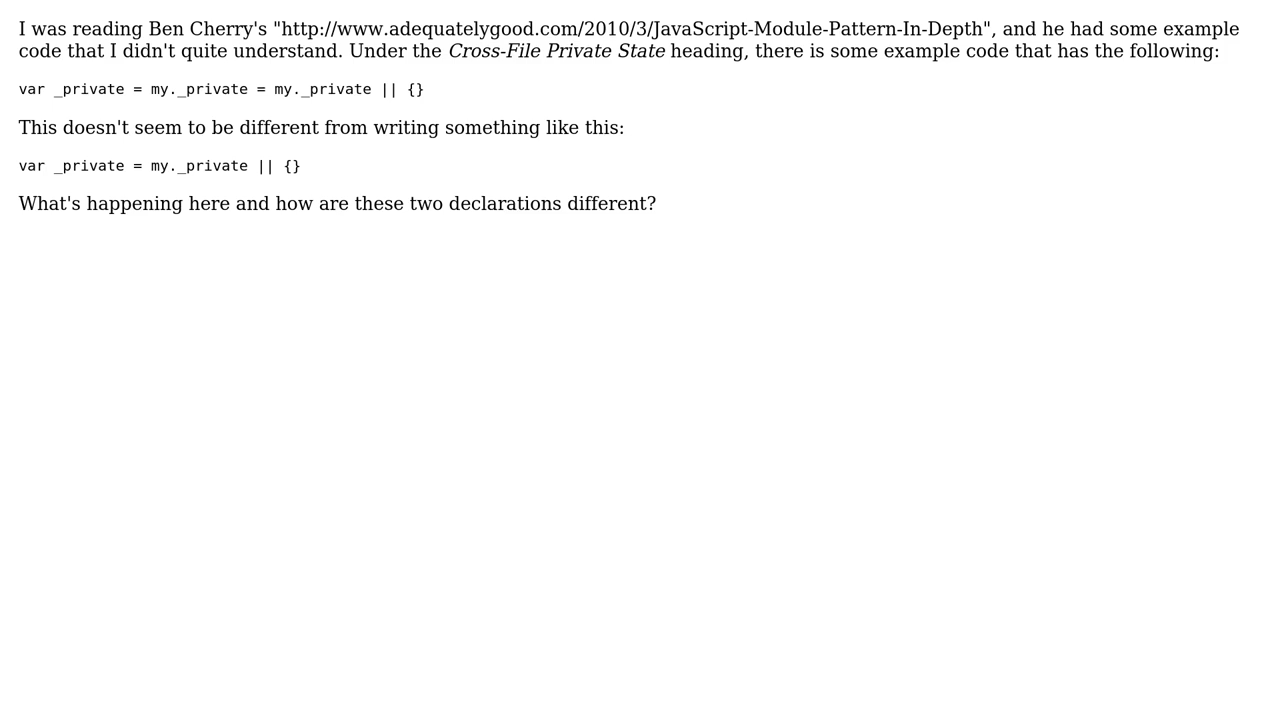 I was reading Ben Cherry's "http://www.adequatelygood.com/2010/3/JavaScript-Module-Pattern-In-Depth", and he had some example
code that I didn't quite understand. Under the Cross-File Private State heading, there is some example code that has the following:
var _private = my._private = my._private || {}
This doesn't seem to be different from writing something like this:
var _private = my._private || {}
What's happening here and how are these two declarations different?